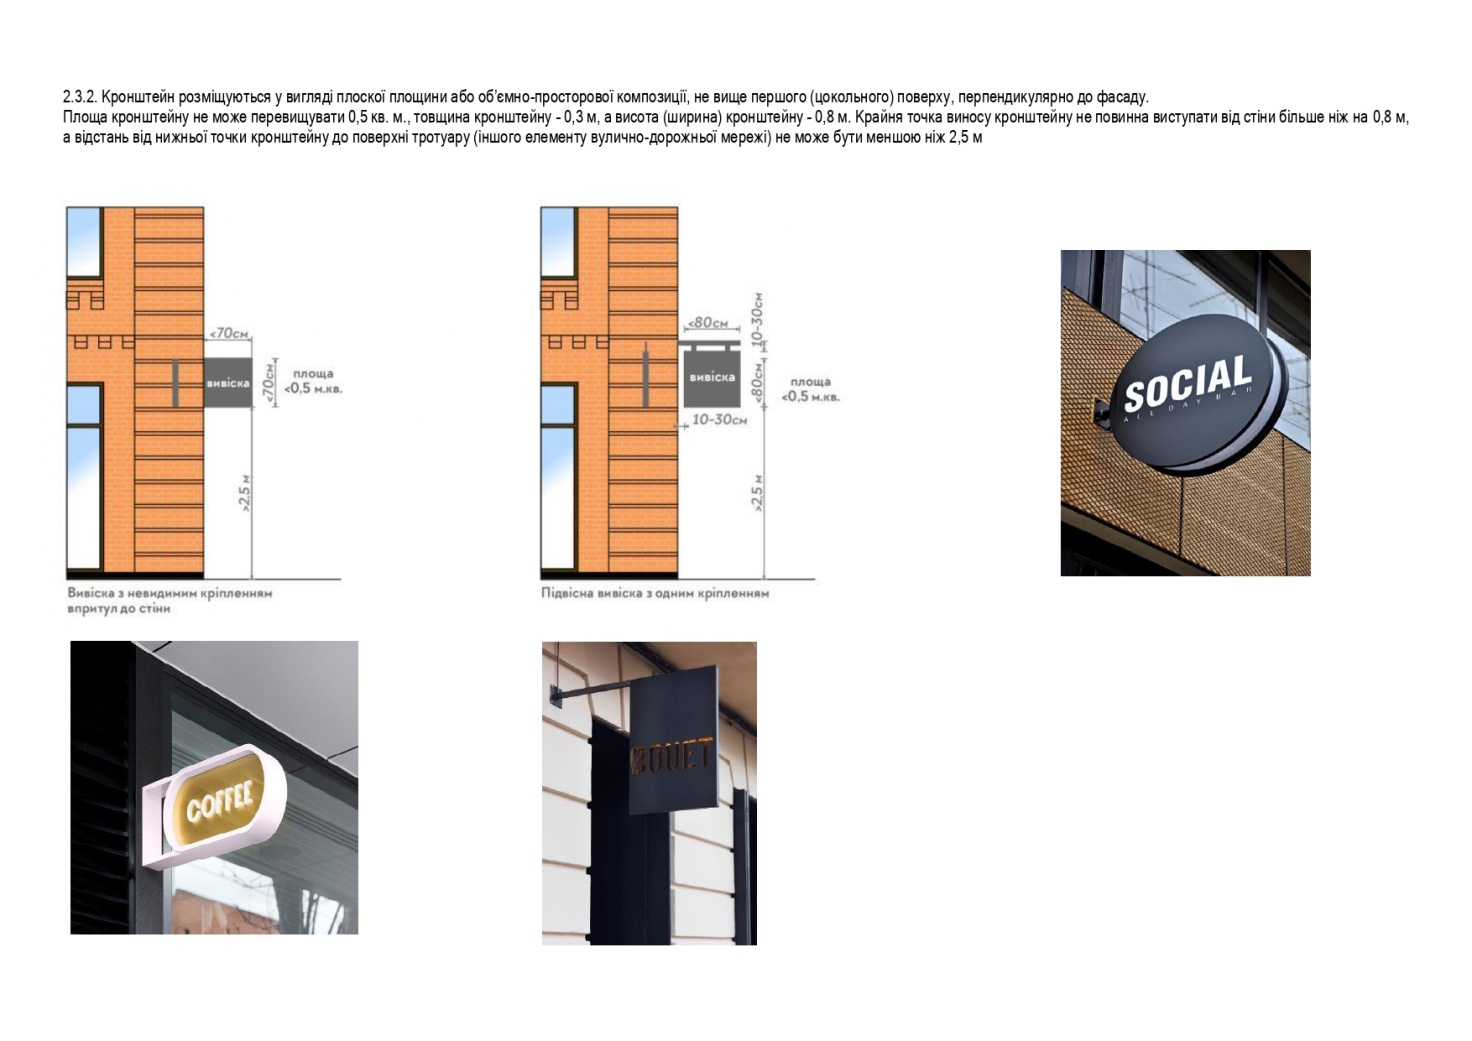 2.3.2. Кронштейн розміщуються у вигляді плоскої площини або об'ємно-просторової композиції, не вище першого (цокольного) поверху, перпендикулярно до фасаду.
Площа кронштейну не може перевищувати 0,5 кв. м., товщина кронштейну - 0,3 м, а висота (ширина) кронштейну - 0,8 м. Крайня точка виносу кронштейну не повинна виступати від стіни більше ніж на 0,8 м,
а відстань від нижньої точки кронштейну до поверхні тротуару (іншого елементу вулично-дорожньої мережі) не може бути меншою ніж 2,5 м
<70см
вивіска
<70см
площа
<0,5 м.кв.
>2,5 м
Вивіска з невидимим кріпленням
впритул до стіни
<80см
10-30см
вивіска
<80см
площа
<0,5 м.кв.
10-30см
>2,5 м
Підвісна вивіска з одним кріпленням
SOCIAL
ALL DAY BAR
COFFEE
BOUET